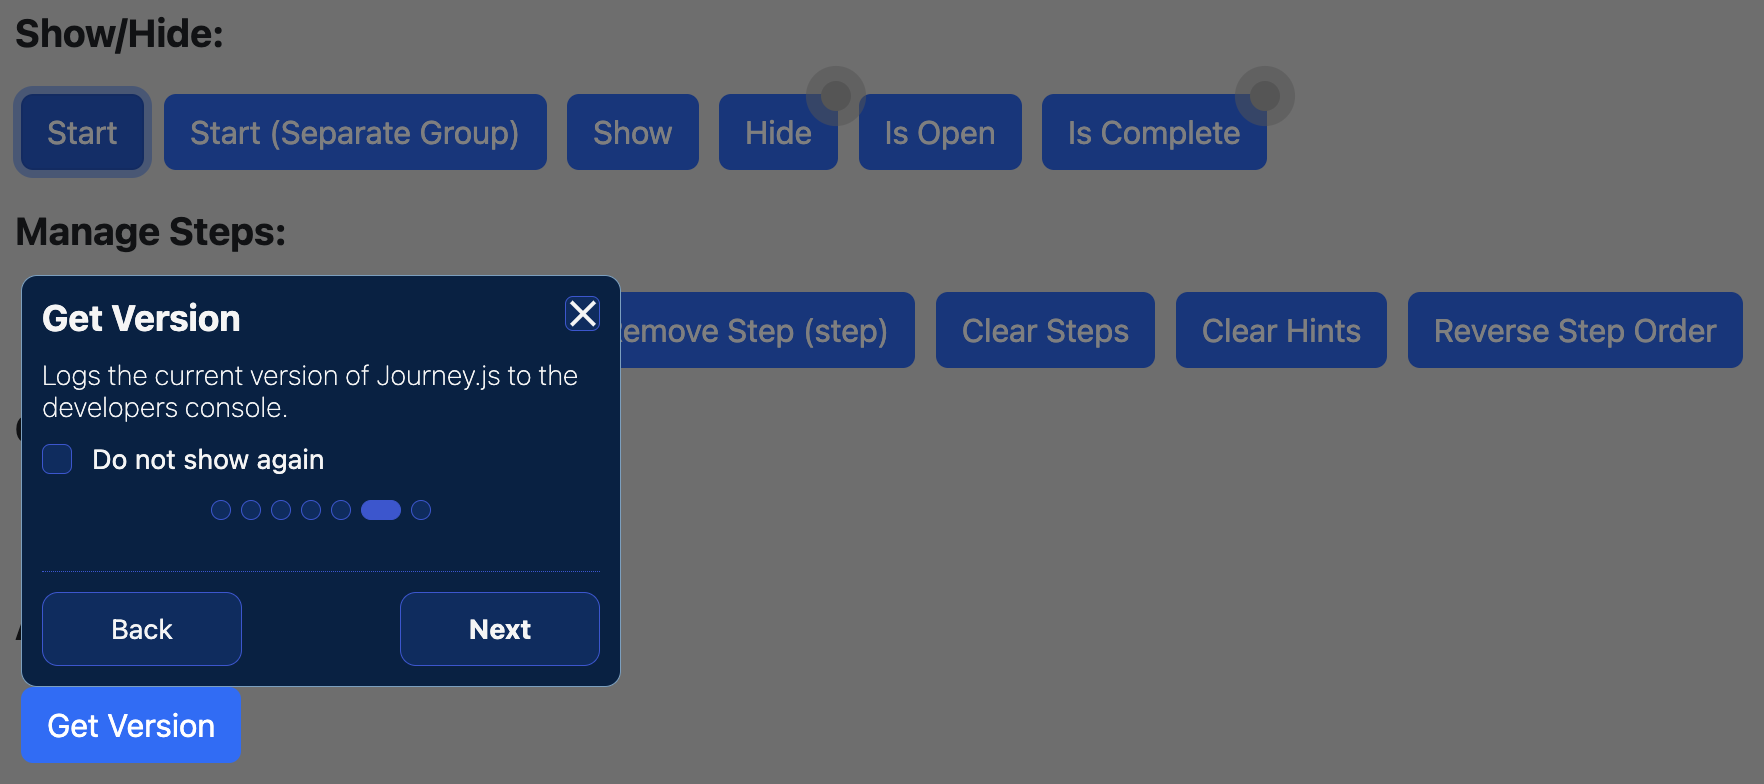 Show/Hide:
Start
Start (Separate Group)
Show
Hide
Is Open
Is Complete
Manage Steps:
Get Version
emove Step (step)
Clear Steps
Clear Hints
Reverse Step Order
Logs the current version of Journey.js to the
developers console.
Do not show again
Back
Next
Get Version